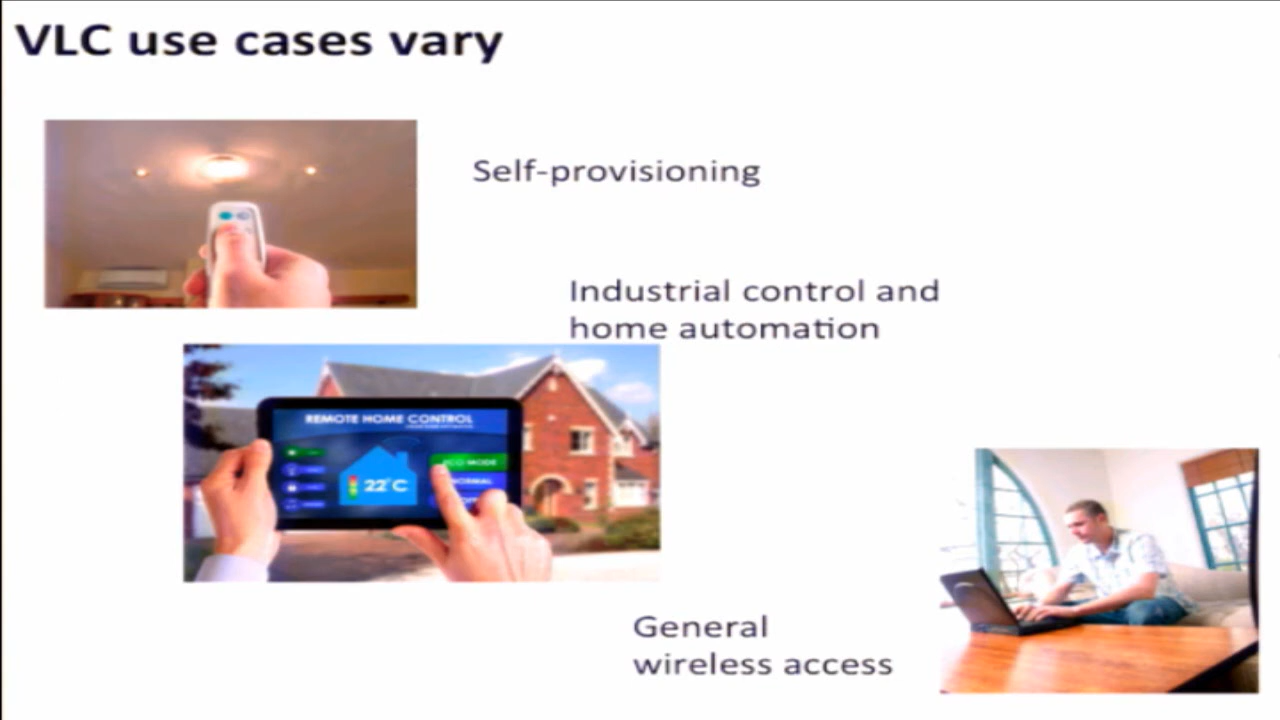 VLC use cases vary
Self-provisioning
Industrial control and
home automation
REMOTE HOME CONTROL
ECO MODE
22°C
NORMAL
General
wireless access